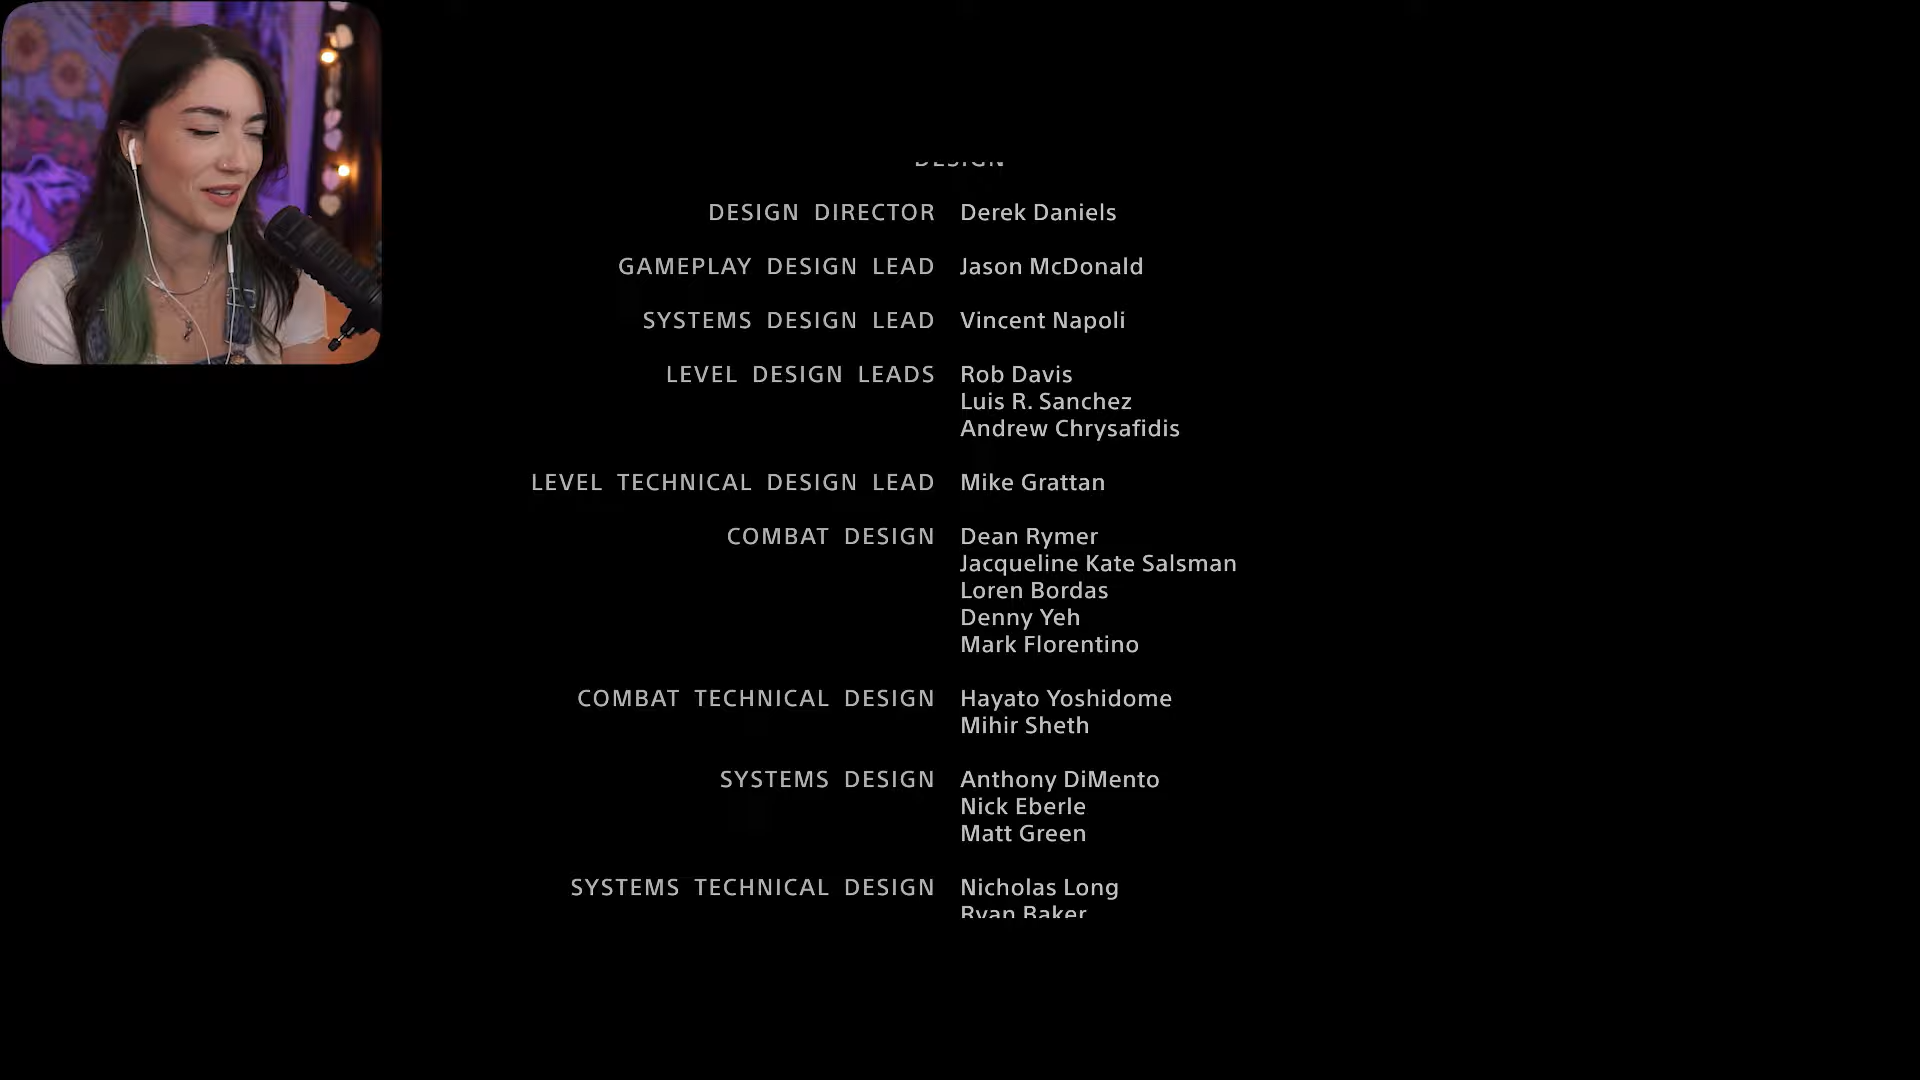 DESIGN
DESIGN DIRECTOR Derek Daniels
GAMEPLAY DESIGN LEAD Jason McDonald
SYSTEMS DESIGN LEAD Vincent Napoli
LEVEL DESIGN LEADS Rob Davis
Luis R. Sanchez
Andrew Chrysafidis
LEVEL TECHNICAL DESIGN LEAD Mike Grattan
COMBAT DESIGN Dean Rymer
Jacqueline Kate Salsman
Loren Bordas
Denny Yeh
Mark Florentino
COMBAT TECHNICAL DESIGN Hayato Yoshidome
Mihir Sheth
SYSTEMS DESIGN Anthony DiMento
Nick Eberle
Matt Green
SYSTEMS TECHNICAL DESIGN Nicholas Long
Ryan Baker